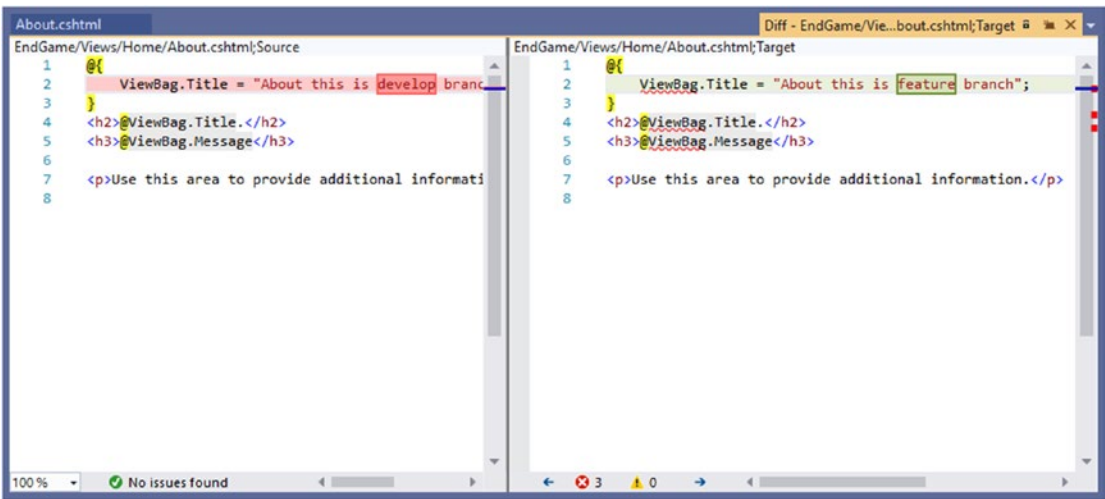 About.cshtml
Diff - EndGame/Vie...bout.cshtml;Target
EndGame/Views/Home/About.cshtml;Source
1 @{
2 ViewBag.Title = "About this is develop branc
3 }
4 <h2>@ViewBag.Title.</h2>
5 <h3>@ViewBag.Message</h3>
6
7 <p>Use this area to provide additional informati
8
EndGame/Views/Home/About.cshtml;Target
1 @{
2 ViewBag.Title = "About this is feature branch";
3 }
4 <h2>@ViewBag.Title.</h2>
5 <h3>@ViewBag.Message</h3>
6
7 <p>Use this area to provide additional information.</p>
8
100 % No issues found
3 0